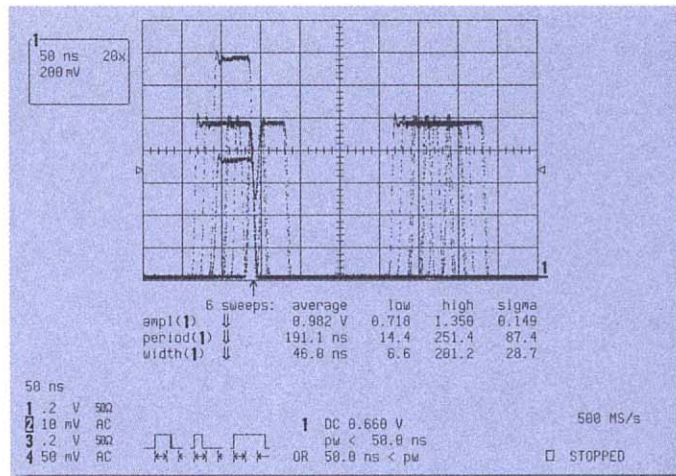 1
50 ns 20x
200 mV
1
6 sweeps: average low high sigma
ampl(1) 0.982 V 0.710 1.350 0.149
period(1) 191.1 ns 14.4 251.4 87.4
width(1) 46.0 ns 6.6 201.2 28.7
50 ns
1 .2 V 50Ω
2 10 mV AC
3 .2 V 50Ω
4 50 mV AC
1 DC 0.660 V
pw < 50.0 ns
OR 50.0 ns < pw
500 MS/s
STOPPED